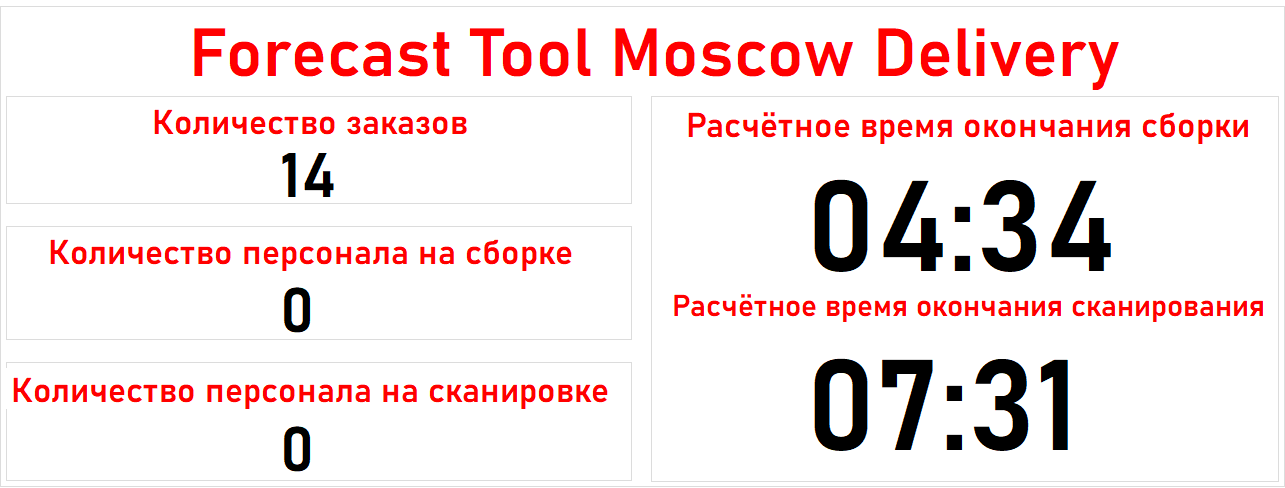 Forecast Tool Moscow Delivery
Количество заказов
14
Количество персонала на сборке
0
Количество персонала на сканировке
0
Расчётное время окончания сборки
04:34
Расчётное время окончания сканирования
07:31